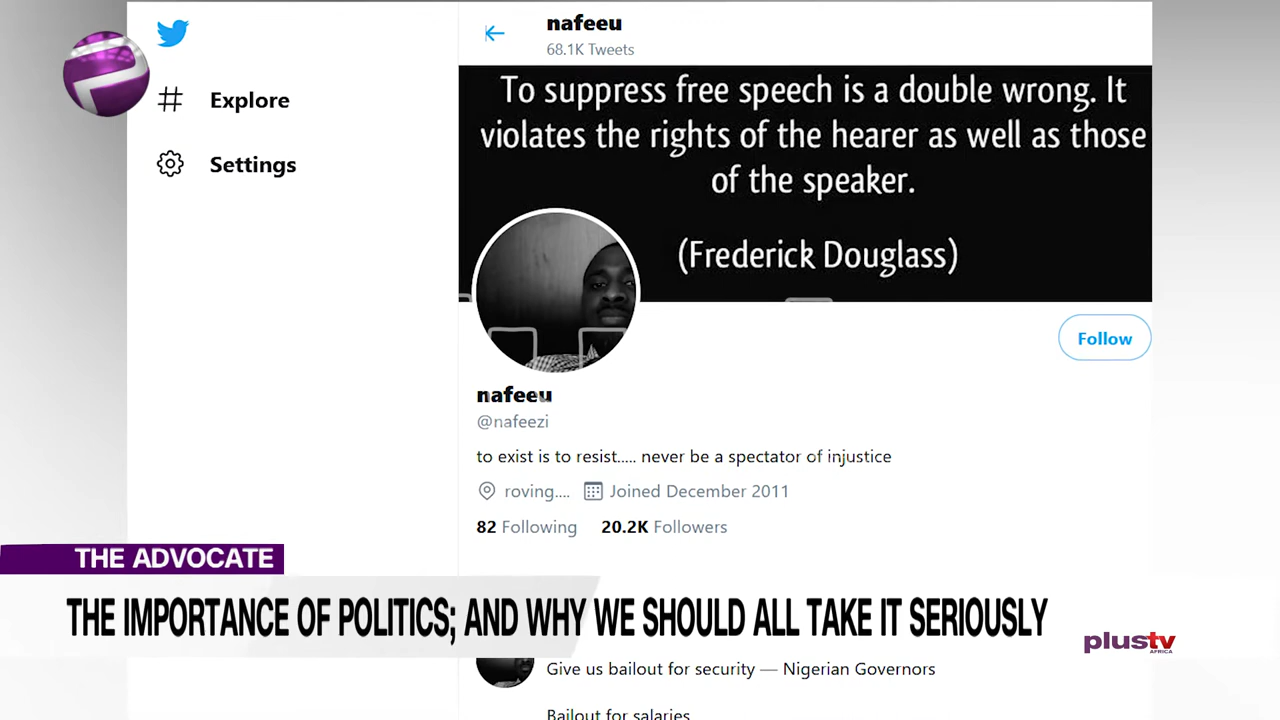 nafeeu
68.1K Tweets
Explore
Settings
To suppress free speech is a double wrong. It
violates the rights of the hearer as well as those
of the speaker.
(Frederick Douglass)
Follow
nafeeu
@nafeezi
to exist is to resist..... never be a spectator of injustice
roving.... Joined December 2011
82 Following 20.2K Followers
THE ADVOCATE
THE IMPORTANCE OF POLITICS; AND WHY WE SHOULD ALL TAKE IT SERIOUSLY
plustv
AFRICA
Give us bailout for security — Nigerian Governors
Bailout for salaries